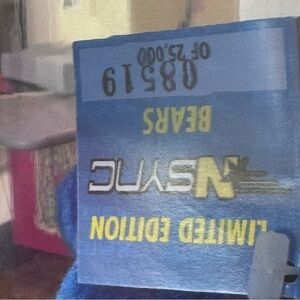 LIMITED EDITION
NSYNC
BEARS
08519
OF 25,000